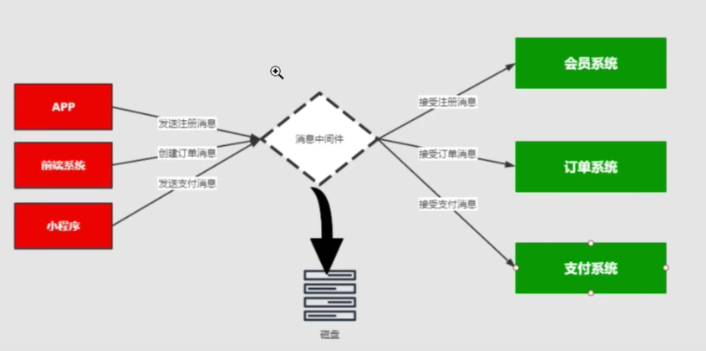 会员系统
APP
接受注册消息
发送注册消息
消息中间件
创建订单消息
接受订单消息
前端系统
订单系统
发送支付消息
接受支付消息
小程序
支付系统
磁盘